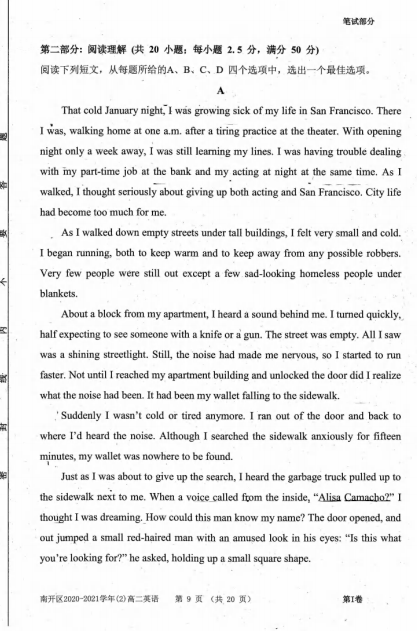 笔试部分
第二部分: 阅读理解 (共 20 小题; 每小题 2.5 分, 满分 50 分)
阅读下列短文，从每题所给的A、B、C、D 四个选项中，选出一个最佳选项。
A
That cold January night, I was growing sick of my life in San Francisco. There
I was, walking home at one a.m. after a tiring practice at the theater. With opening
night only a week away, I was still learning my lines. I was having trouble dealing
with my part-time job at the bank and my acting at night at the same time. As I
walked, I thought seriously about giving up both acting and San Francisco. City life
had become too much for me.
As I walked down empty streets under tall buildings, I felt very small and cold.
I began running, both to keep warm and to keep away from any possible robbers.
Very few people were still out except a few sad-looking homeless people under
blankets.
About a block from my apartment, I heard a sound behind me. I turned quickly,
half expecting to see someone with a knife or a gun. The street was empty. All I saw
was a shining streetlight. Still, the noise had made me nervous, so I started to run
faster. Not until I reached my apartment building and unlocked the door did I realize
what the noise had been. It had been my wallet falling to the sidewalk.
Suddenly I wasn't cold or tired anymore. I ran out of the door and back to
where I'd heard the noise. Although I searched the sidewalk anxiously for fifteen
minutes, my wallet was nowhere to be found.
Just as I was about to give up the search, I heard the garbage truck pulled up to
the sidewalk next to me. When a voice called from the inside, "Alisa Camacho?" I
thought I was dreaming. How could this man know my name? The door opened, and
out jumped a small red-haired man with an amused look in his eyes: "Is this what
you're looking for?" he asked, holding up a small square shape.
南开区2020-2021学年(2)高二英语 第 9 页 (共 20 页) 第I卷
题
答
要
不
内
线
封
密